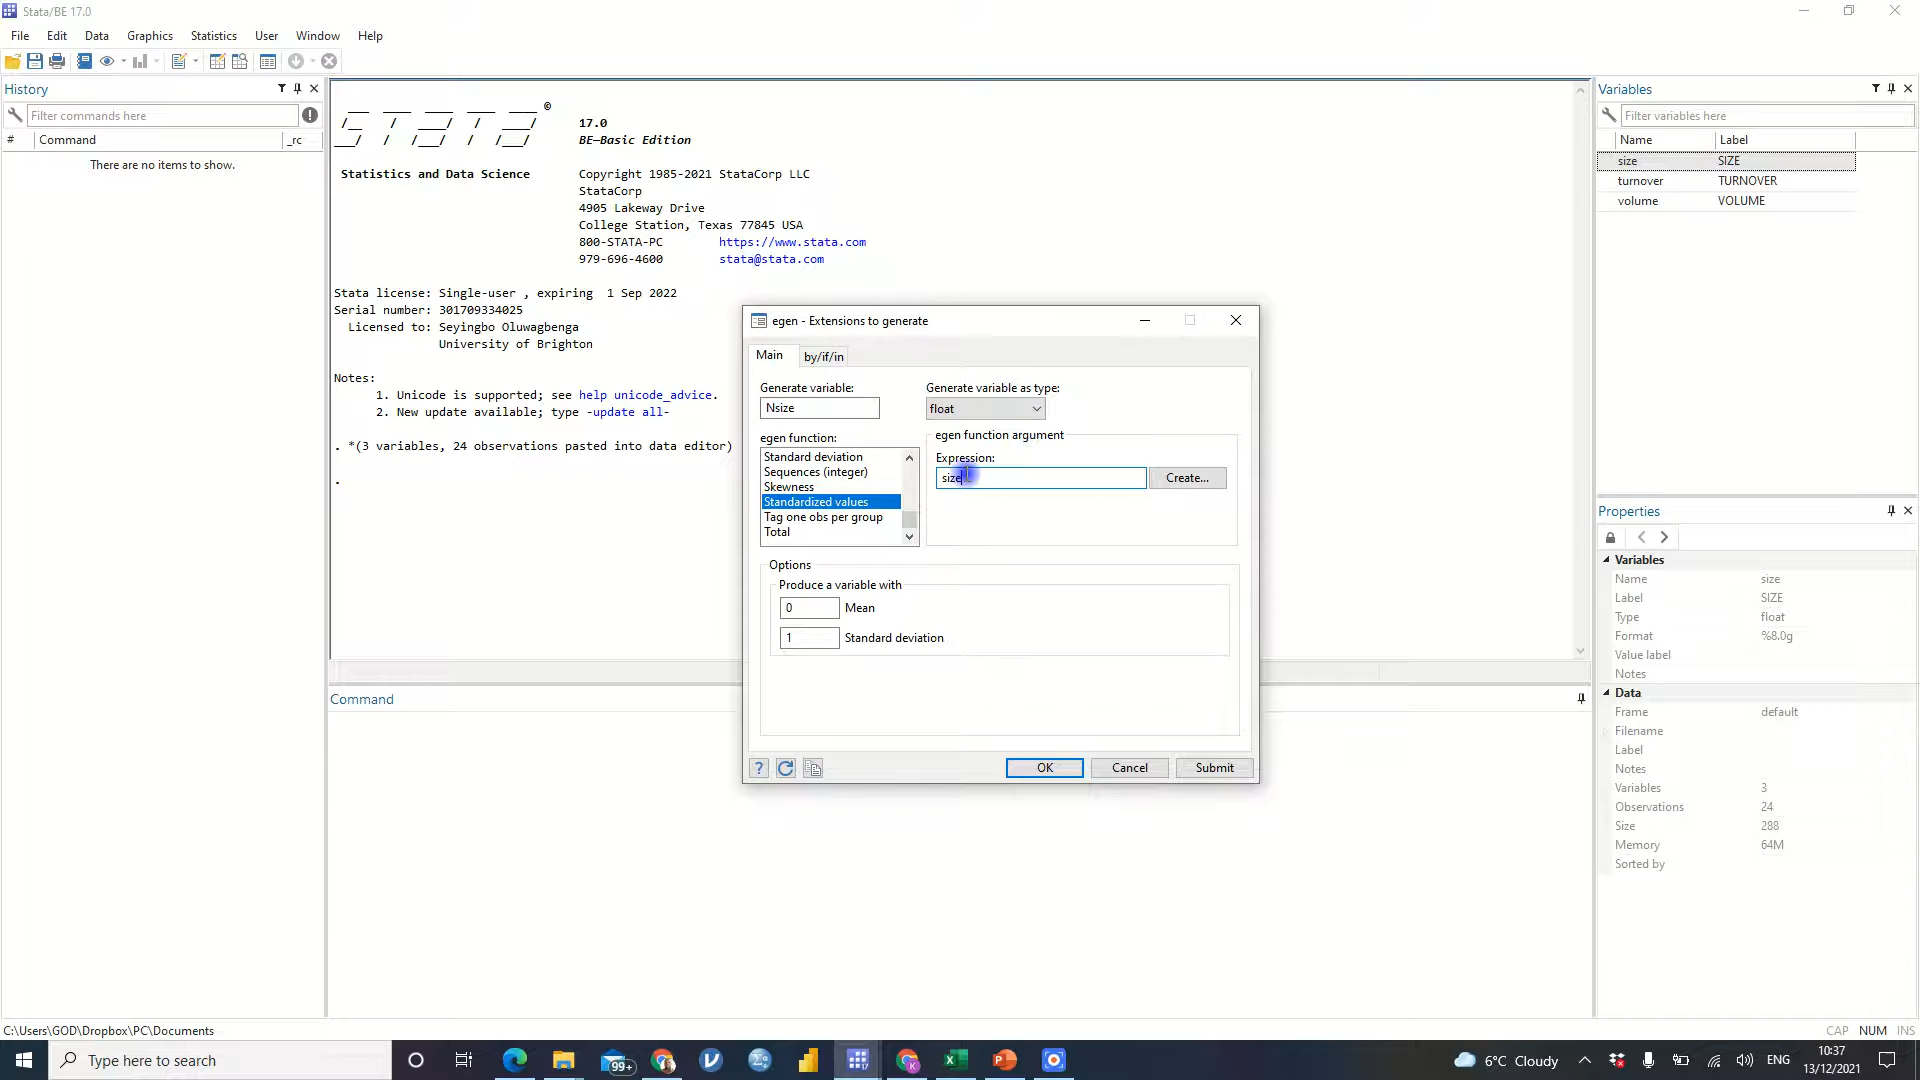 Stata/BE 17.0
File Edit Data Graphics Statistics User Window Help
History
Filter commands here
# Command _rc
There are no items to show.
©
17.0
BE—Basic Edition
Statistics and Data Science Copyright 1985-2021 StataCorp LLC
StataCorp
4905 Lakeway Drive
College Station, Texas 77845 USA
800-STATA-PC https://www.stata.com
979-696-4600 stata@stata.com
Stata license: Single-user , expiring 1 Sep 2022
Serial number: 301709334025
Licensed to: Seyingbo Oluwagbenga
University of Brighton
Notes:
1. Unicode is supported; see help unicode_advice.
2. New update available; type -update all-
. *(3 variables, 24 observations pasted into data editor)
.
Command
egen - Extensions to generate
Main by/if/in
Generate variable: Generate variable as type:
Nsize float
egen function: egen function argument
Standard deviation
Sequences (integer)
Skewness
Standardized values
Tag one obs per group
Total
Expression:
size Create...
Options
Produce a variable with
0 Mean
1 Standard deviation
OK Cancel Submit
Variables
Filter variables here
Name Label
size SIZE
turnover TURNOVER
volume VOLUME
Properties
Variables
Name size
Label SIZE
Type float
Format %8.0g
Value label
Notes
Data
Frame default
Filename
Label
Notes
Variables 3
Observations 24
Size 288
Memory 64M
Sorted by
C:\Users\GOD\Dropbox\PC\Documents
CAP NUM INS
Type here to search
99+
6°C Cloudy
ENG
10:37
13/12/2021